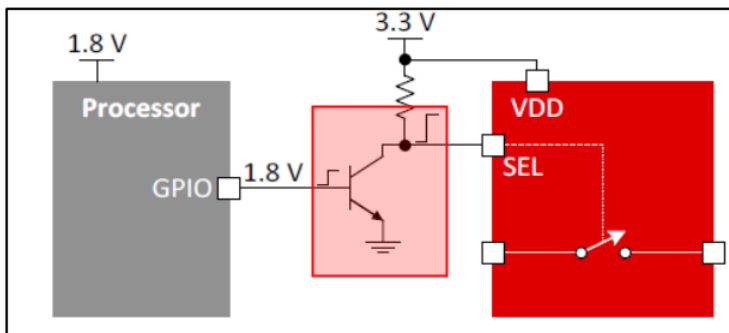 3.3 V
1.8 V
Processor
VDD
1.8 V
GPIO
SEL